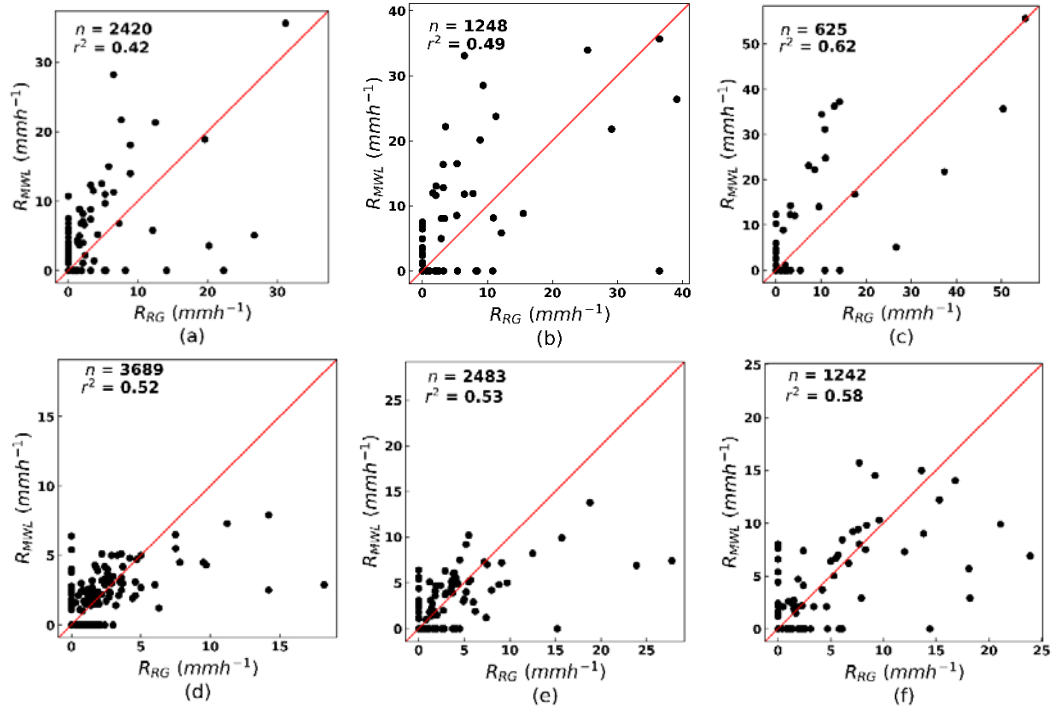 n = 2420
r² = 0.42
30
20
10
0
R_MWL (mmh⁻¹)
0 10 20 30
R_RG (mmh⁻¹)
(a)
n = 1248
r² = 0.49
40
30
20
10
0
R_MWL (mmh⁻¹)
0 10 20 30 40
R_RG (mmh⁻¹)
(b)
n = 625
r² = 0.62
50
40
30
20
10
0
R_MWL (mmh⁻¹)
0 10 20 30 40 50
R_RG (mmh⁻¹)
(c)
n = 3689
r² = 0.52
15
10
5
0
R_MWL (mmh⁻¹)
0 5 10 15
R_RG (mmh⁻¹)
(d)
n = 2483
r² = 0.53
25
20
15
10
5
0
R_MWL (mmh⁻¹)
0 5 10 15 20 25
R_RG (mmh⁻¹)
(e)
n = 1242
r² = 0.58
25
20
15
10
5
0
R_MWL (mmh⁻¹)
0 5 10 15 20 25
R_RG (mmh⁻¹)
(f)